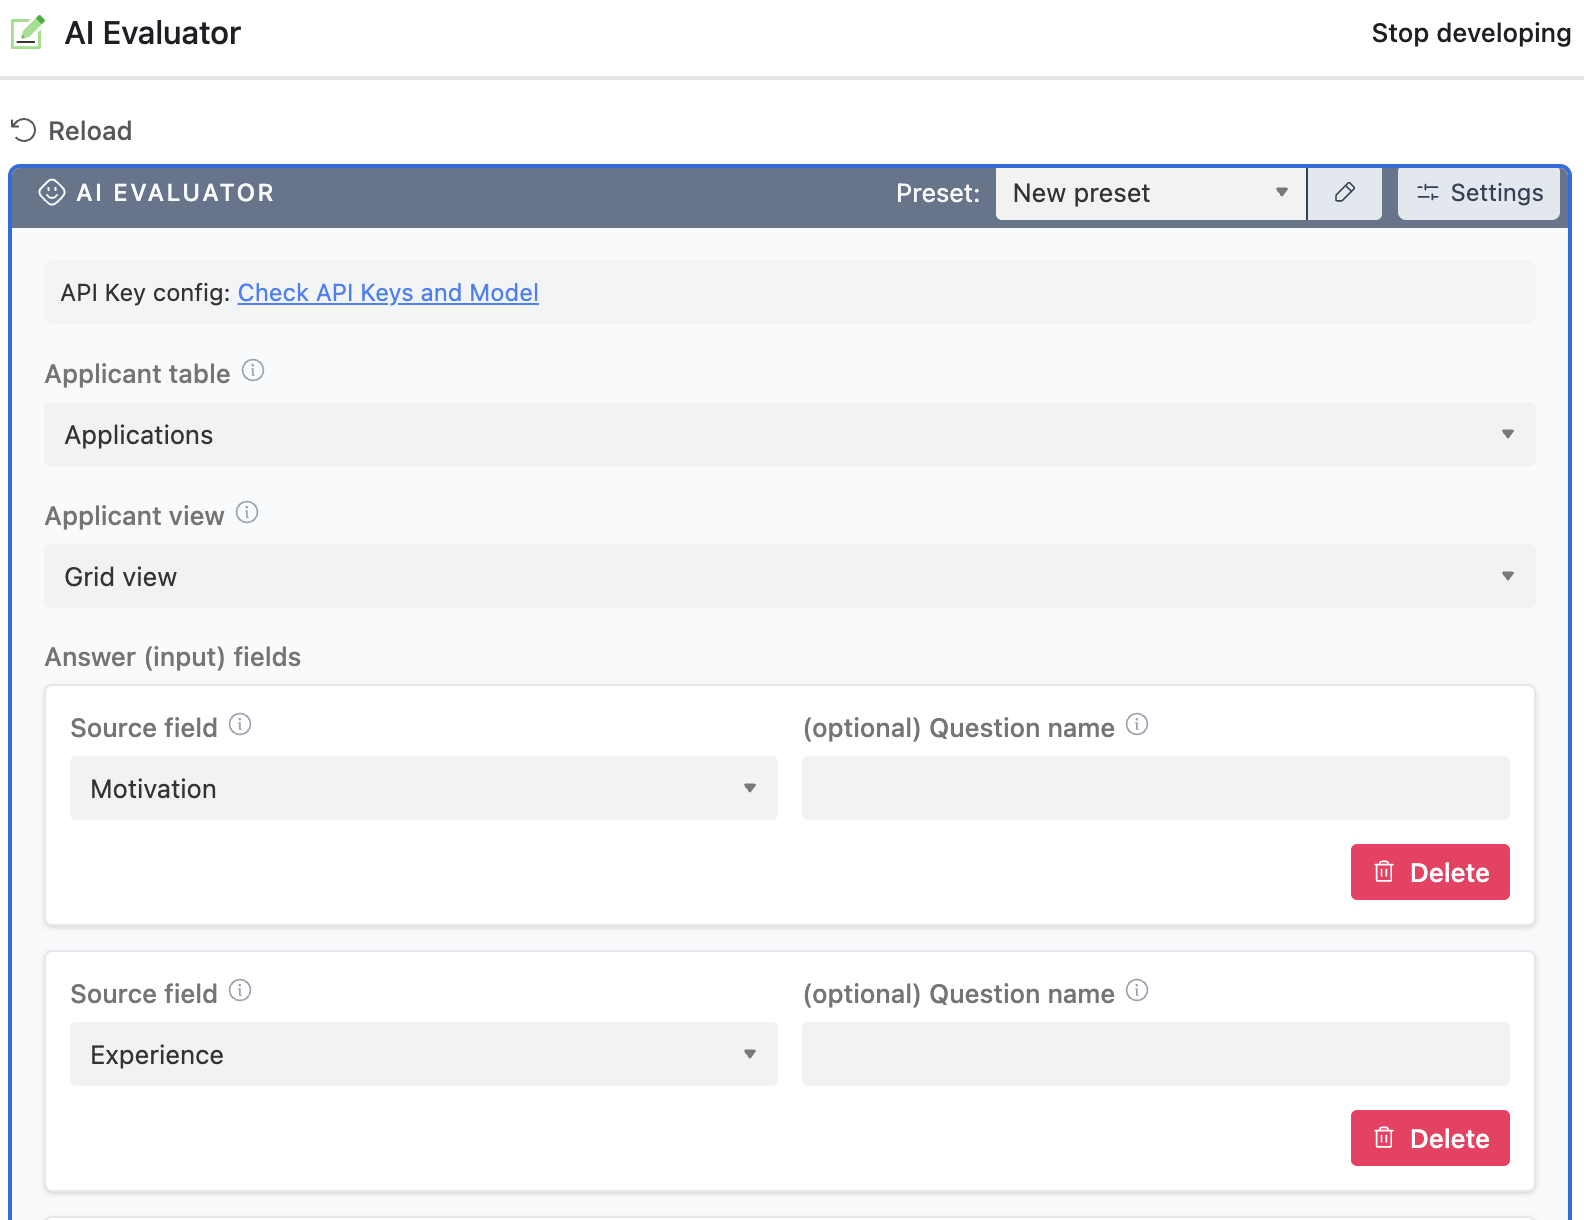 AI Evaluator
Stop developing
Reload
AI EVALUATOR
Preset: New preset
Settings
API Key config: Check API Keys and Model
Applicant table
Applications
Applicant view
Grid view
Answer (input) fields
Source field
(optional) Question name
Motivation
Delete
Source field
(optional) Question name
Experience
Delete